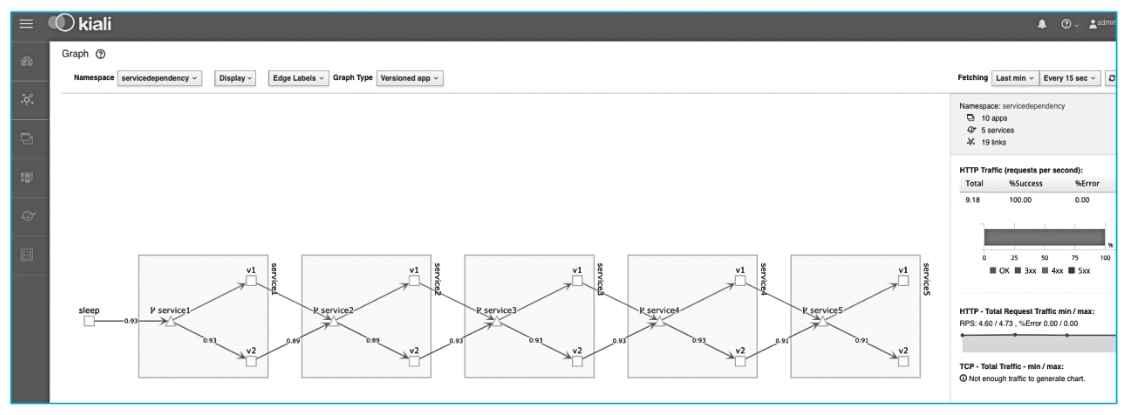 kiali
admin
Graph
Namespace servicedependency Display Edge Labels Graph Type Versioned app Fetching Last min Every 15 sec
Namespace: servicedependency
10 apps
5 services
19 links
HTTP Traffic (requests per second):
Total %Success %Error
9.18 100.00 0.00
%
0 25 50 75 100
OK 3xx 4xx 5xx
HTTP - Total Request Traffic min / max:
RPS: 4.60 / 4.73 , %Error 0.00 / 0.00
TCP - Total Traffic - min / max:
Not enough traffic to generate chart.
v1 service1 v1 service2 v1 service3 v1 service4 v1 service5
sleep service1 service2 service3 service4 service5
0.93
0.93 0.89 0.89 0.93 0.93 0.93 0.93 0.91 0.91
v2 v2 v2 v2 v2